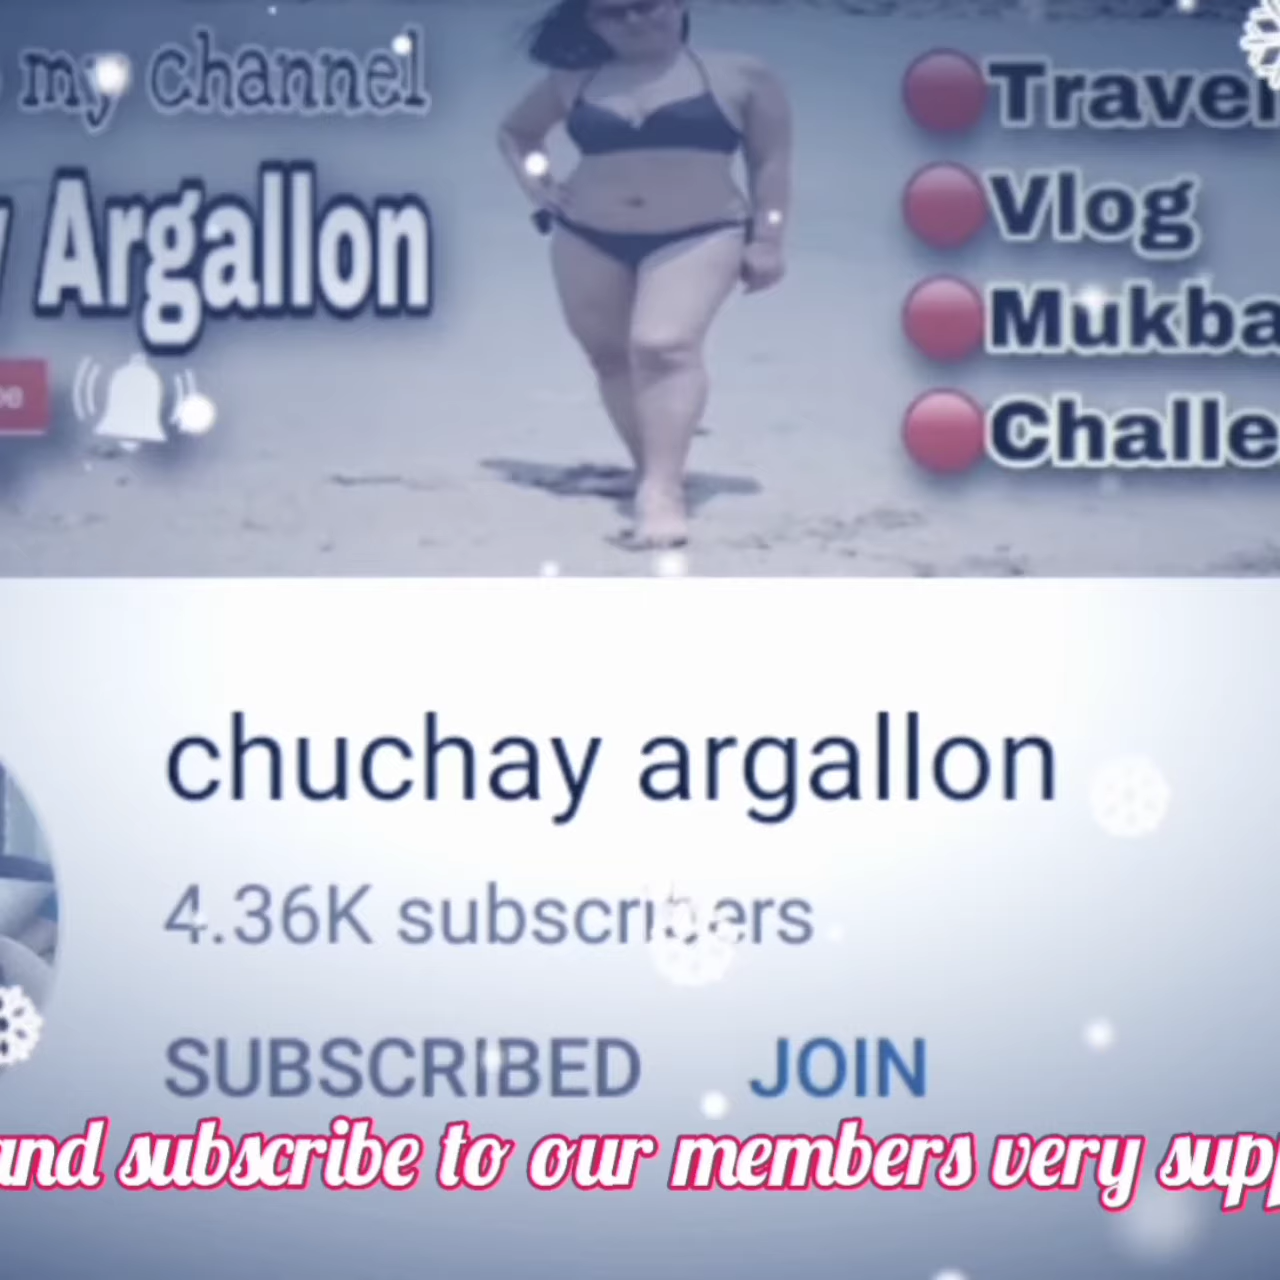 my channel
Argallon
Travel
Vlog
Mukba
Challe
chuchay argallon
4.36K subscribers
SUBSCRIBED JOIN
and subscribe to our members very supp